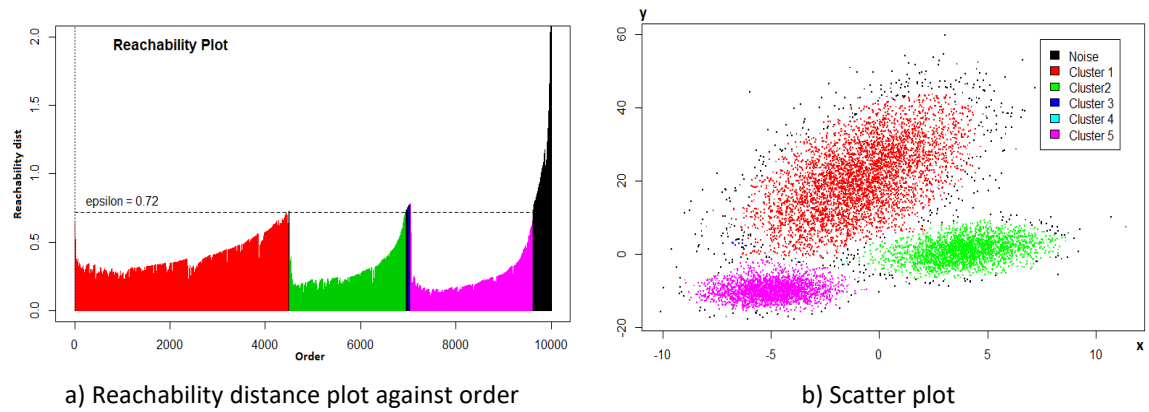 Reachability Plot
Reachability dist
2.0
1.5
1.0
0.5
0.0
epsilon = 0.72
0 2000 4000 6000 8000 10000
Order
a) Reachability distance plot against order
y
60
40
20
0
-20
Noise
Cluster 1
Cluster2
Cluster 3
Cluster 4
Cluster 5
-10 -5 0 5 10
x
b) Scatter plot